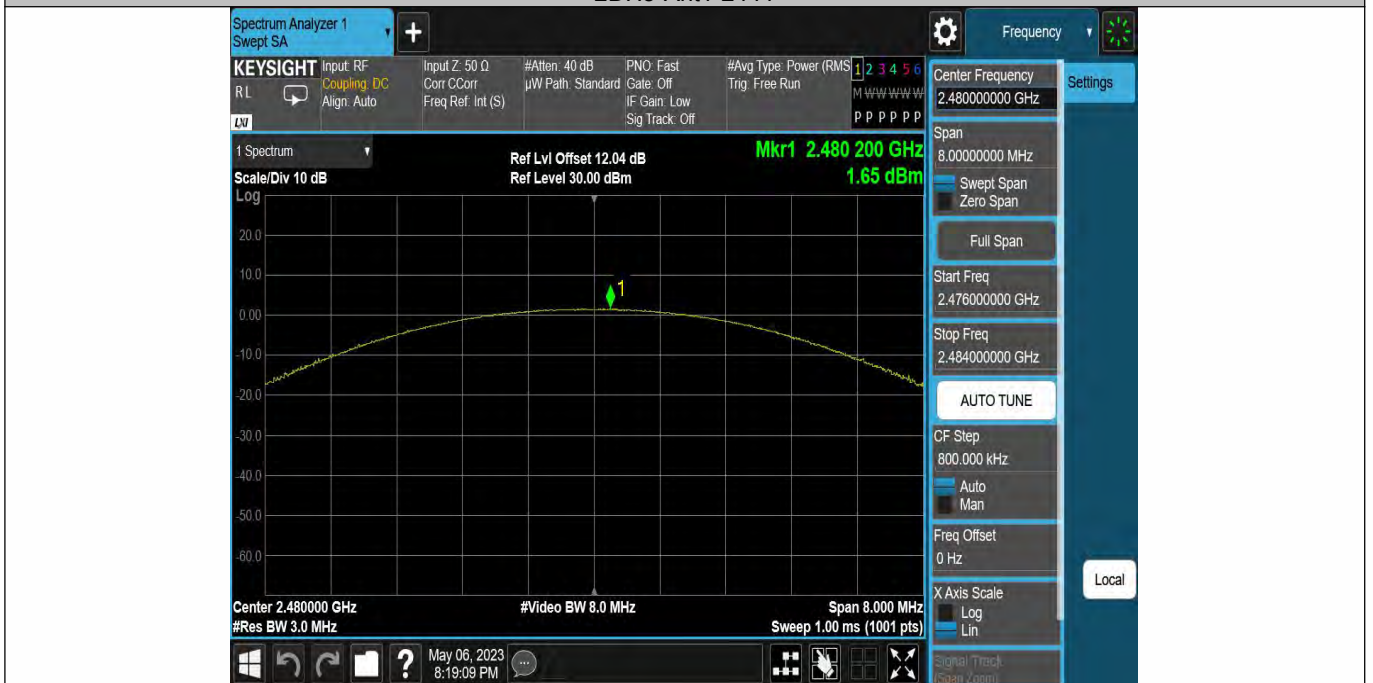 Spectrum Analyzer 1
Swept SA
+
Frequency
KEYSIGHT
RL
LXI
Input: RF
Coupling: DC
Align: Auto
Input Z: 50 Ω
Corr CCorr
Freq Ref: Int (S)
#Atten: 40 dB
µW Path: Standard
PNO: Fast
Gate: Off
IF Gain: Low
Sig Track: Off
#Avg Type: Power (RMS
Trig: Free Run
1 2 3 4 5 6
M W W W W W
P P P P P P
Center Frequency
2.480000000 GHz
Settings
1 Spectrum
Scale/Div 10 dB
Ref Lvl Offset 12.04 dB
Ref Level 30.00 dBm
Mkr1 2.480 200 GHz
1.65 dBm
Span
8.00000000 MHz
Swept Span
Zero Span
Full Span
Start Freq
2.476000000 GHz
Stop Freq
2.484000000 GHz
AUTO TUNE
CF Step
800.000 kHz
Auto
Man
Freq Offset
0 Hz
X Axis Scale
Log
Lin
Signal Track
(Span Zoom)
Local
Log
20.0
10.0
0.00
-10.0
-20.0
-30.0
-40.0
-50.0
-60.0
1
Center 2.480000 GHz
#Res BW 3.0 MHz
#Video BW 8.0 MHz
Span 8.000 MHz
Sweep 1.00 ms (1001 pts)
?
May 06, 2023
8:19:09 PM